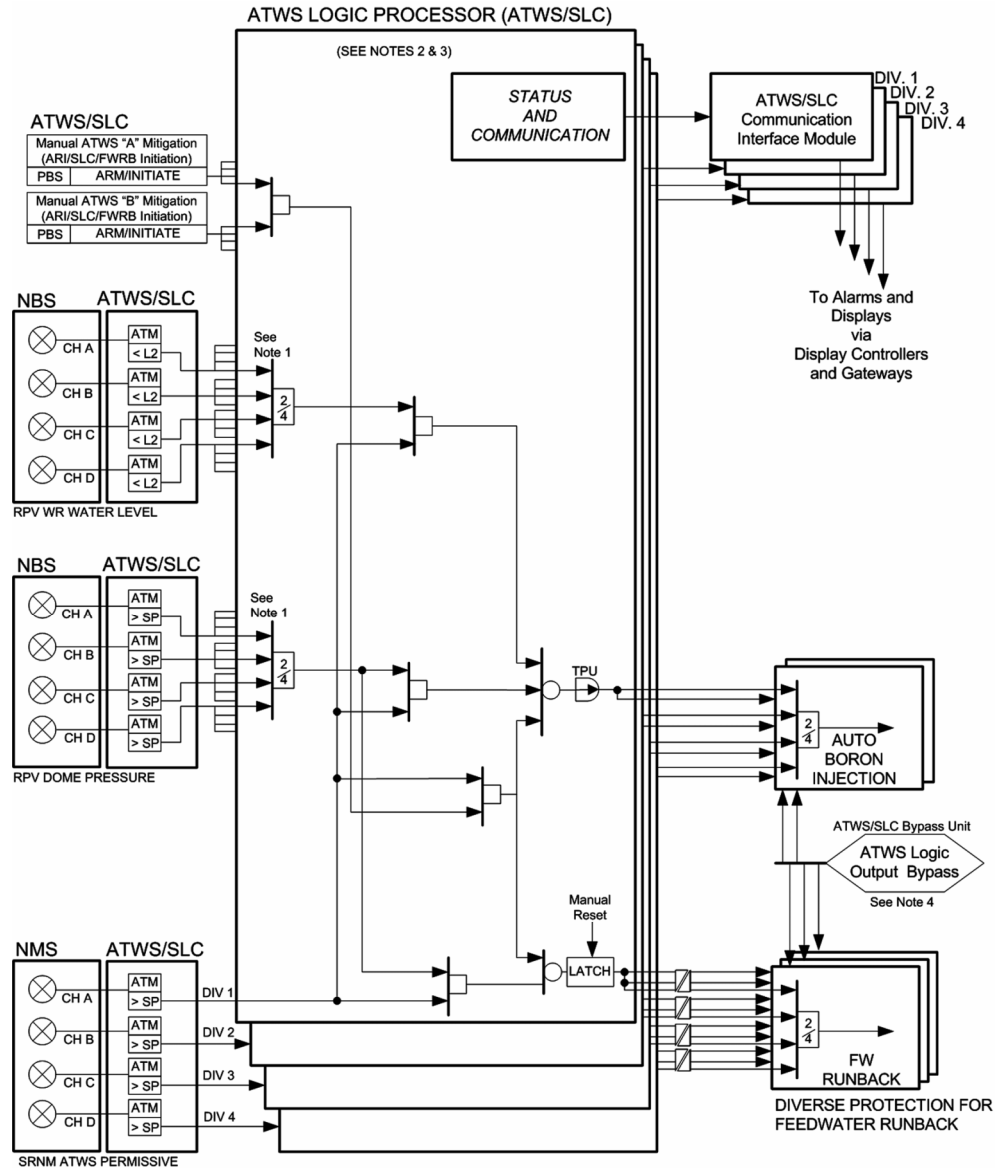 ATWS LOGIC PROCESSOR (ATWS/SLC)
(SEE NOTES 2 & 3)
STATUS
AND
COMMUNICATION
ATWS/SLC
Communication
Interface Module
DIV. 1
DIV. 2
DIV. 3
DIV. 4
To Alarms and
Displays
via
Display Controllers
and Gateways
ATWS/SLC
Manual ATWS “A” Mitigation
(ARI/SLC/FWRB Initiation)
PBS ARM/INITIATE
Manual ATWS “B” Mitigation
(ARI/SLC/FWRB Initiation)
PBS ARM/INITIATE
NBS ATWS/SLC
CH A ATM
< L2
CH B ATM
< L2
CH C ATM
< L2
CH D ATM
< L2
RPV WR WATER LEVEL
See
Note 1
2
4
NBS ATWS/SLC
CH A ATM
> SP
CH B ATM
> SP
CH C ATM
> SP
CH D ATM
> SP
RPV DOME PRESSURE
See
Note 1
2
4
TPU
2
4
AUTO
BORON
INJECTION
ATWS/SLC Bypass Unit
ATWS Logic
Output Bypass
See Note 4
Manual
Reset
LATCH
NMS ATWS/SLC
CH A ATM
> SP
DIV 1
CH B ATM
> SP
DIV 2
CH C ATM
> SP
DIV 3
CH D ATM
> SP
DIV 4
SRNM ATWS PERMISSIVE
2
4
FW
RUNBACK
DIVERSE PROTECTION FOR
FEEDWATER RUNBACK